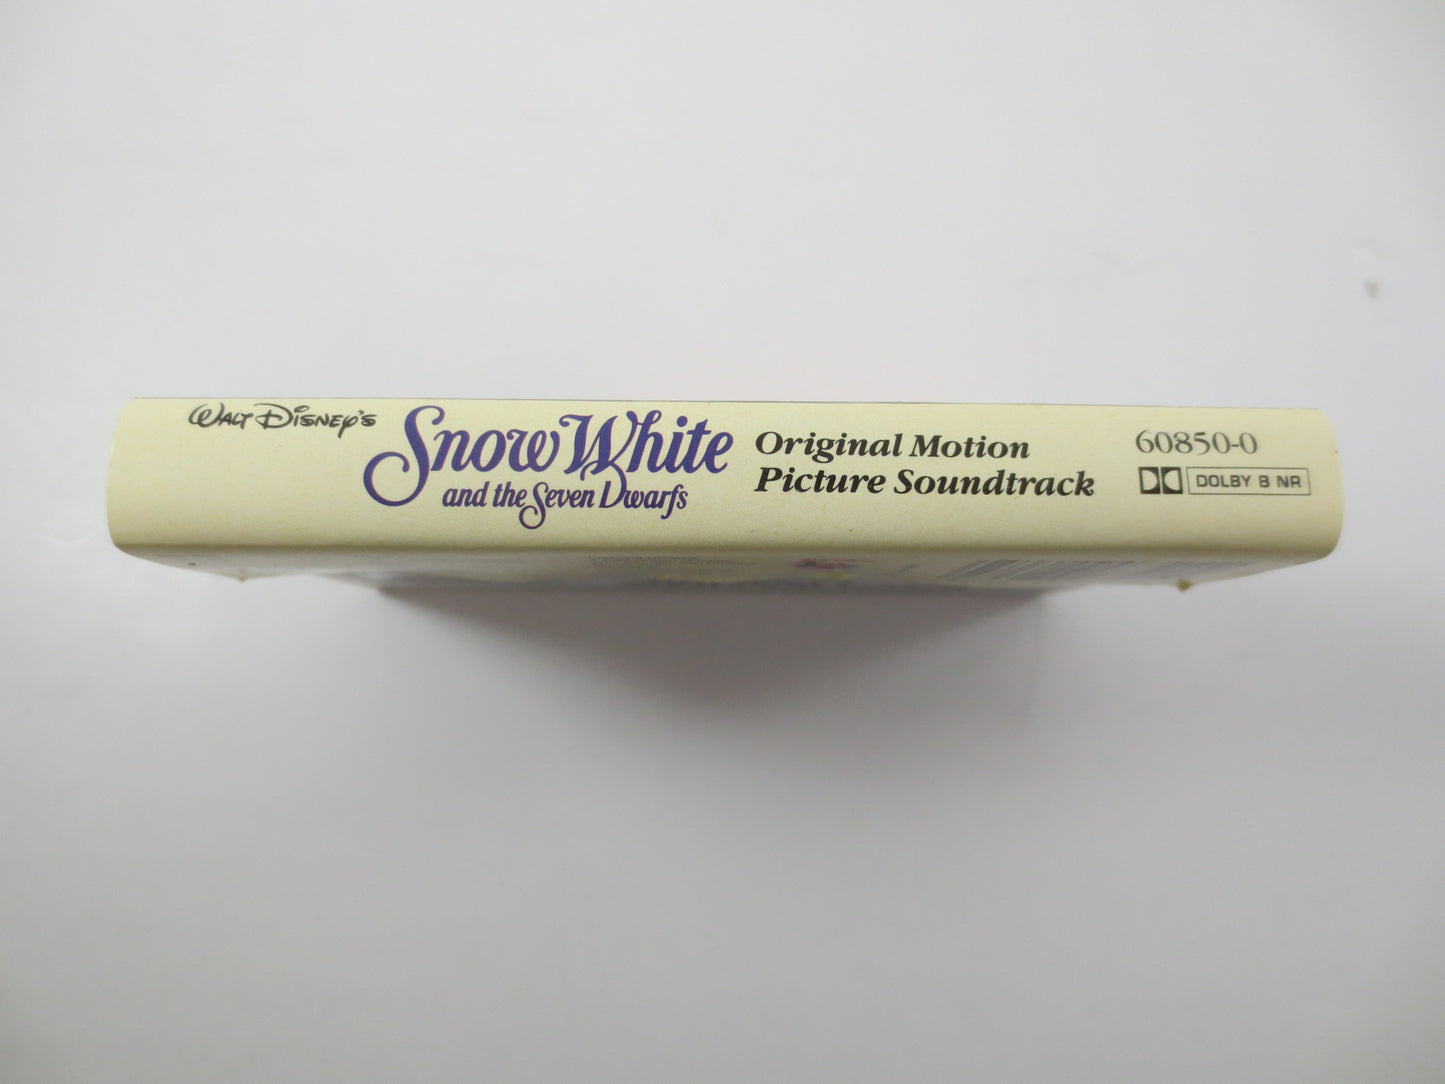 Walt Disney's
Snow White
and the Seven Dwarfs
Original Motion
Picture Soundtrack
60850-0
DOLBY B NR